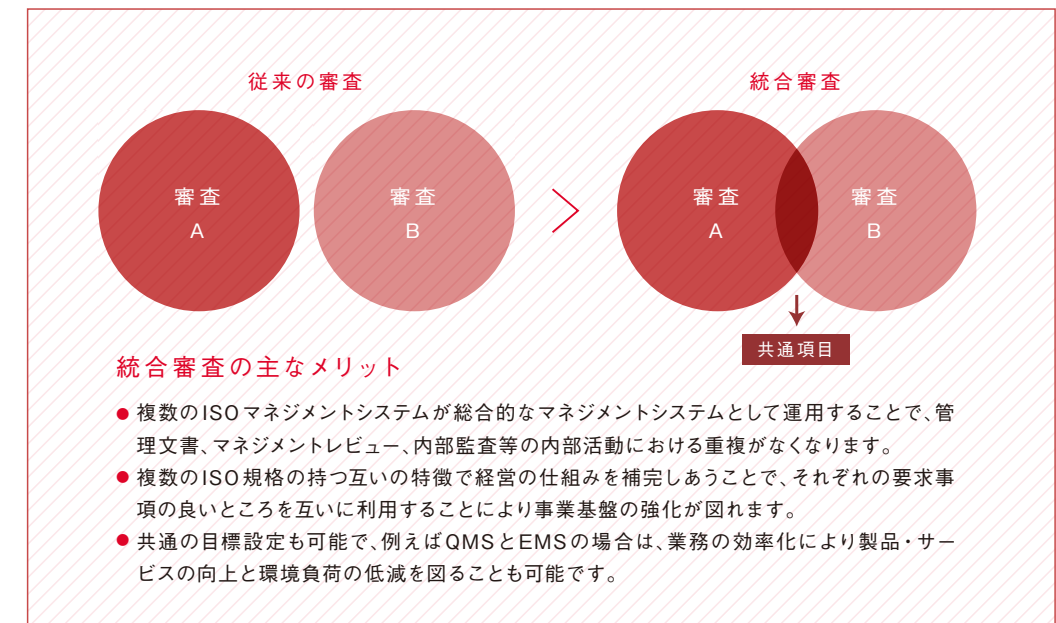 従来の審査
統合審査
審査
A
審査
B
審査
A
審査
B
共通項目
統合審査の主なメリット
● 複数のISOマネジメントシステムが総合的なマネジメントシステムとして運用することで、管
理文書、マネジメントレビュー、内部監査等の内部活動における重複がなくなります。
● 複数のISO規格の持つ互いの特徴で経営の仕組みを補完しあうことで、それぞれの要求事
項の良いところを互いに利用することにより事業基盤の強化が図れます。
● 共通の目標設定も可能で、例えばQMSとEMSの場合は、業務の効率化により製品・サー
ビスの向上と環境負荷の低減を図ることも可能です。